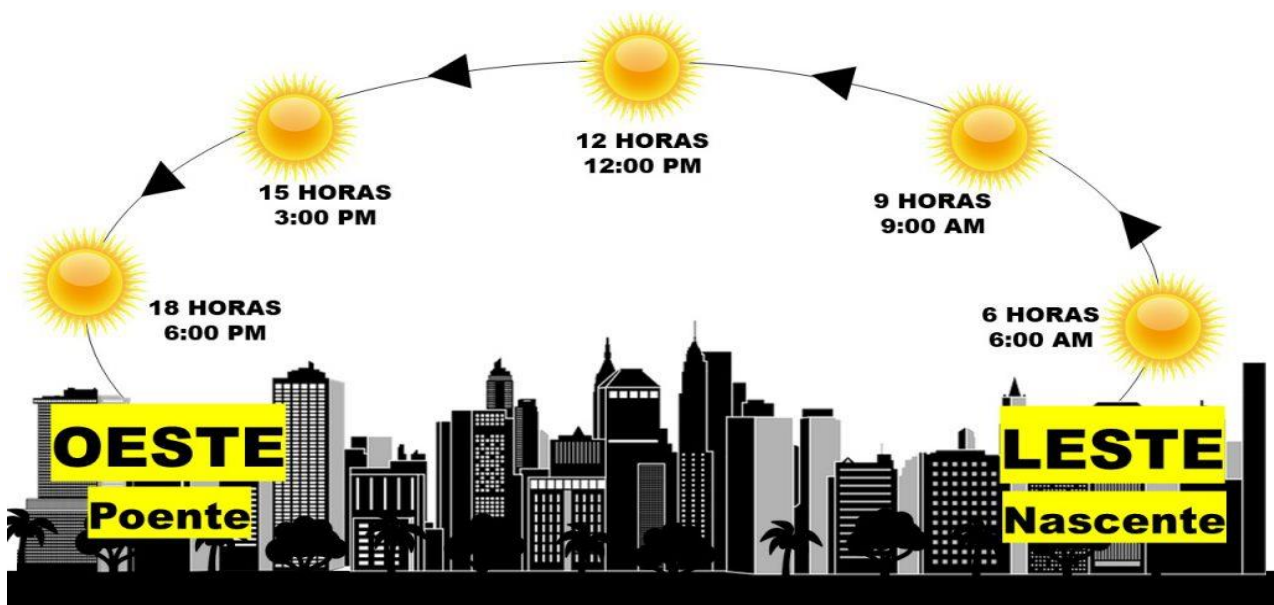 12 HORAS
12:00 PM
15 HORAS
3:00 PM
9 HORAS
9:00 AM
18 HORAS
6:00 PM
6 HORAS
6:00 AM
OESTE
Poente
LESTE
Nascente